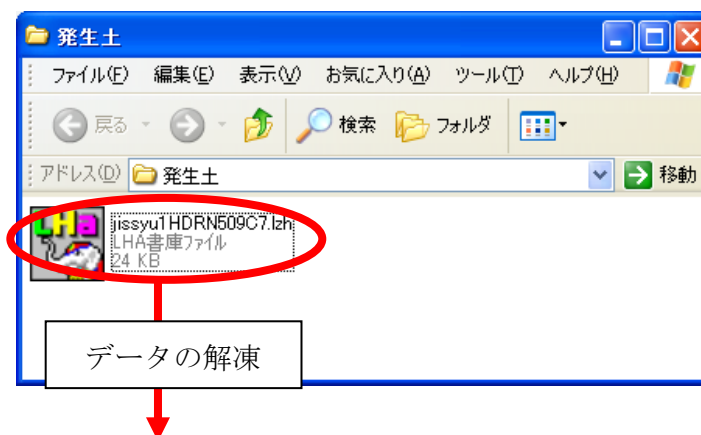 発生土
ファイル(F) 編集(E) 表示(V) お気に入り(A) ツール(T) ヘルプ(H)
戻る 検索 フォルダ
アドレス(D) 発生土 移動
LHa
jissyu1HDRN509C7.lzh
LHA書庫ファイル
24 KB
データの解凍